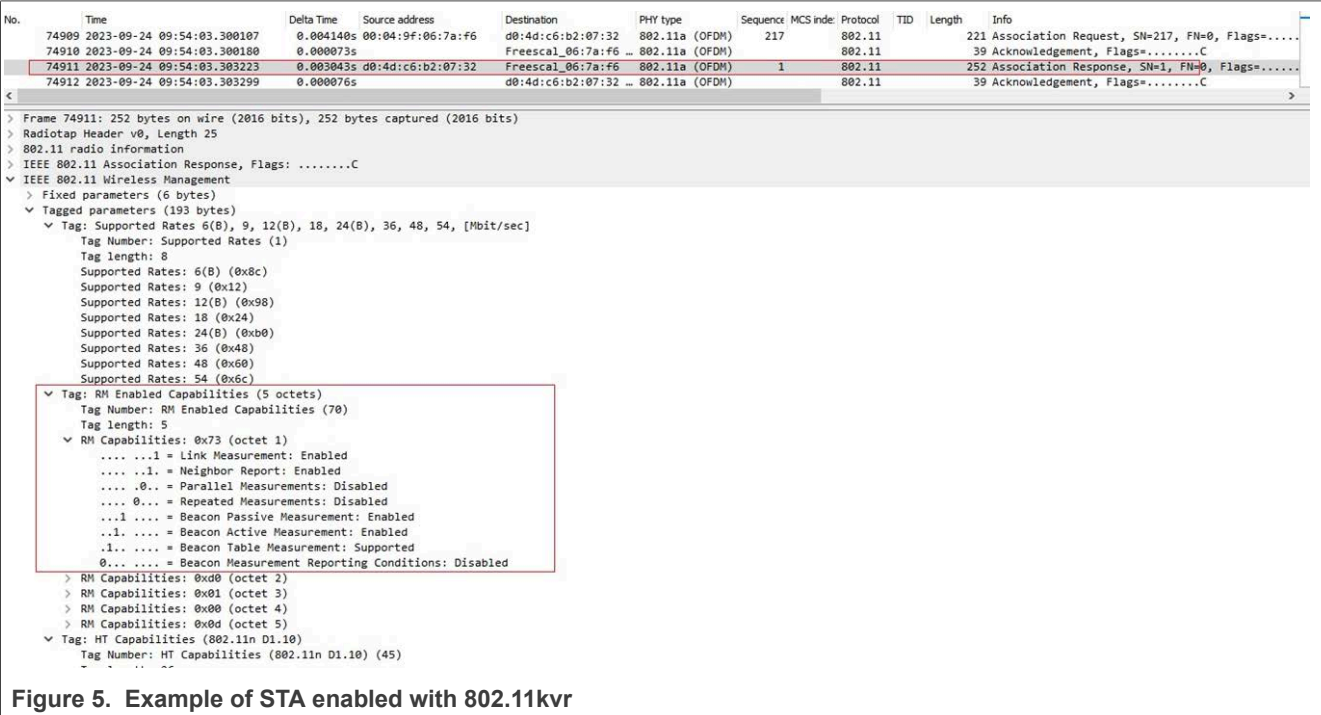 No. Time Delta Time Source address Destination PHY type Sequence MCS inde: Protocol TID Length Info
74909 2023-09-24 09:54:03.300107 0.004140s 00:04:9f:06:7a:f6 d0:4d:c6:b2:07:32 802.11a (OFDM) 217 802.11 221 Association Request, SN=217, FN=0, Flags=.....
74910 2023-09-24 09:54:03.300180 0.000073s Freescal_06:7a:f6 … 802.11a (OFDM) 802.11 39 Acknowledgement, Flags=........C
74911 2023-09-24 09:54:03.303223 0.003043s d0:4d:c6:b2:07:32 Freescal_06:7a:f6 802.11a (OFDM) 1 802.11 252 Association Response, SN=1, FN=0, Flags=......
74912 2023-09-24 09:54:03.303299 0.000076s d0:4d:c6:b2:07:32 … 802.11a (OFDM) 802.11 39 Acknowledgement, Flags=........C
Frame 74911: 252 bytes on wire (2016 bits), 252 bytes captured (2016 bits)
Radiotap Header v0, Length 25
802.11 radio information
IEEE 802.11 Association Response, Flags: ........C
IEEE 802.11 Wireless Management
Fixed parameters (6 bytes)
Tagged parameters (193 bytes)
Tag: Supported Rates 6(B), 9, 12(B), 18, 24(B), 36, 48, 54, [Mbit/sec]
Tag Number: Supported Rates (1)
Tag length: 8
Supported Rates: 6(B) (0x8c)
Supported Rates: 9 (0x12)
Supported Rates: 12(B) (0x98)
Supported Rates: 18 (0x24)
Supported Rates: 24(B) (0xb0)
Supported Rates: 36 (0x48)
Supported Rates: 48 (0x60)
Supported Rates: 54 (0x6c)
Tag: RM Enabled Capabilities (5 octets)
Tag Number: RM Enabled Capabilities (70)
Tag length: 5
RM Capabilities: 0x73 (octet 1)
.... ...1 = Link Measurement: Enabled
.... ..1. = Neighbor Report: Enabled
.... .0.. = Parallel Measurements: Disabled
.... 0... = Repeated Measurements: Disabled
...1 .... = Beacon Passive Measurement: Enabled
..1. .... = Beacon Active Measurement: Enabled
.1.. .... = Beacon Table Measurement: Supported
0... .... = Beacon Measurement Reporting Conditions: Disabled
RM Capabilities: 0xd0 (octet 2)
RM Capabilities: 0x01 (octet 3)
RM Capabilities: 0x00 (octet 4)
RM Capabilities: 0x0d (octet 5)
Tag: HT Capabilities (802.11n D1.10)
Tag Number: HT Capabilities (802.11n D1.10) (45)
Figure 5. Example of STA enabled with 802.11kvr